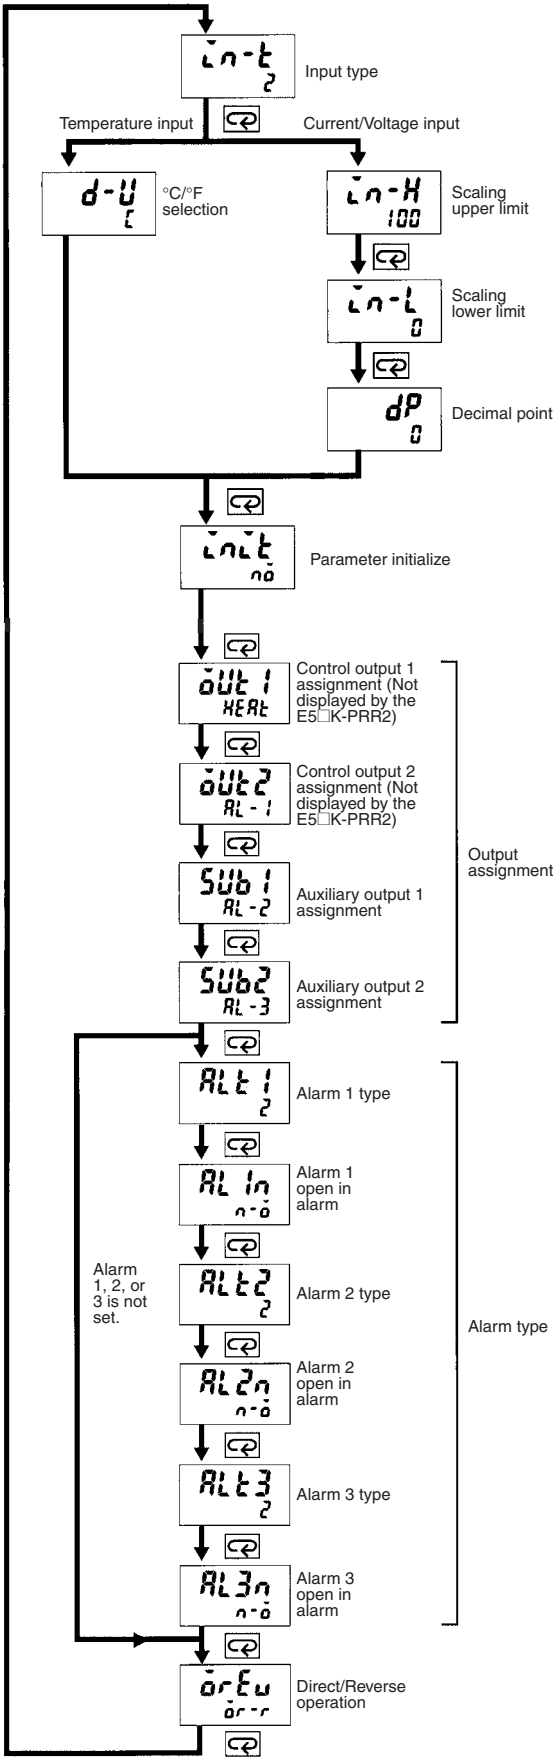 in-t
2
Input type
Temperature input
Current/Voltage input
d-U
C
°C/°F
selection
in-H
100
Scaling
upper limit
in-L
0
Scaling
lower limit
dP
0
Decimal point
init
no
Parameter initialize
oUt1
HEAt
Control output 1
assignment (Not
displayed by the
E5□K-PRR2)
oUt2
AL-1
Control output 2
assignment (Not
displayed by the
E5□K-PRR2)
SUb1
AL-2
Auxiliary output 1
assignment
SUb2
AL-3
Auxiliary output 2
assignment
Output
assignment
ALt1
2
Alarm 1 type
AL1n
n-o
Alarm 1
open in
alarm
ALt2
2
Alarm 2 type
Alarm
1, 2, or
3 is not
set.
AL2n
n-o
Alarm 2
open in
alarm
ALt3
2
Alarm 3 type
AL3n
n-o
Alarm 3
open in
alarm
Alarm type
orEv
or-r
Direct/Reverse
operation